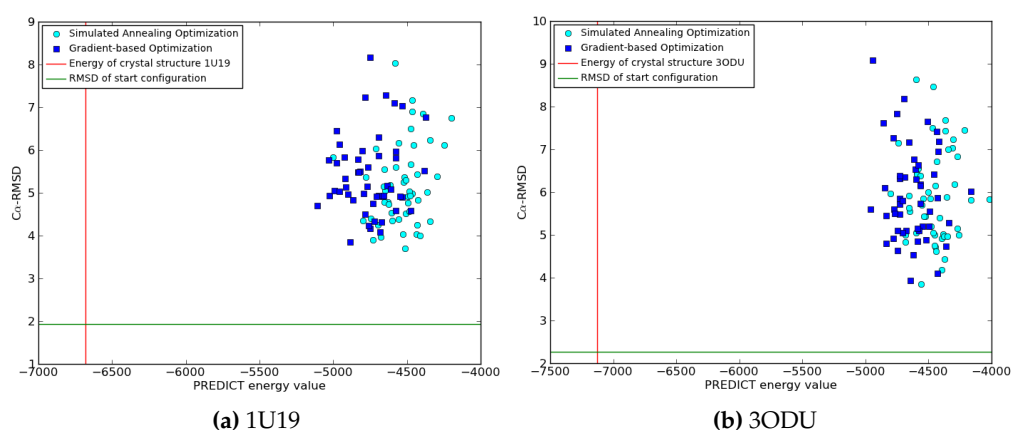 9
8
7
6
5
4
3
2
1
Cα-RMSD
Simulated Annealing Optimization
Gradient-based Optimization
Energy of crystal structure 1U19
RMSD of start configuration
−7000 −6500 −6000 −5500 −5000 −4500 −4000
PREDICT energy value
(a) 1U19
10
9
8
7
6
5
4
3
2
Cα-RMSD
Simulated Annealing Optimization
Gradient-based Optimization
Energy of crystal structure 3ODU
RMSD of start configuration
−7500 −7000 −6500 −6000 −5500 −5000 −4500 −4000
PREDICT energy value
(b) 3ODU